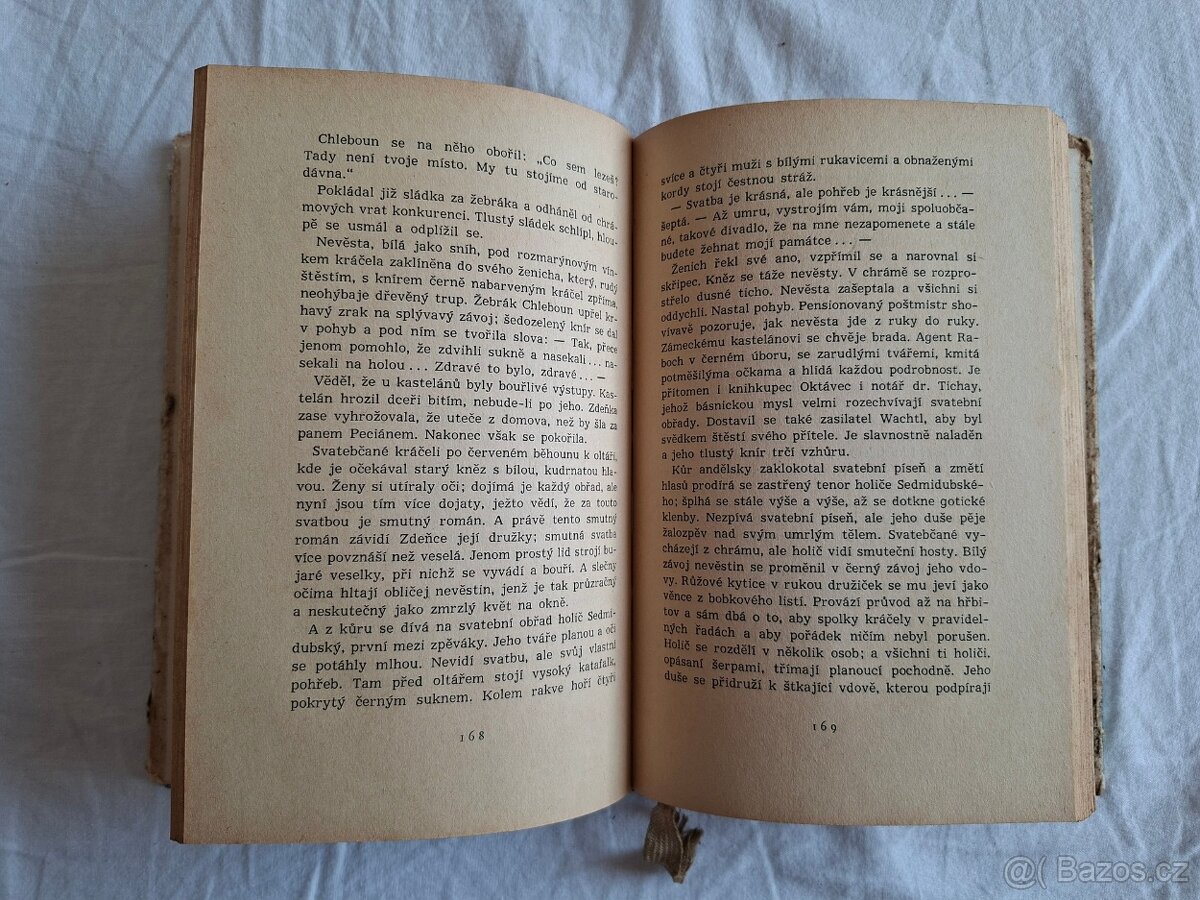 Chleboun se na něho obořil: „Co sem lezeš?
Tady není tvoje místo. My tu stojíme od staro-
dávna.“
Pokládal již sládka za žebráka a odháněl od chrá-
mových vrat konkurenci. Tlustý sládek schlípl, hlou-
pě se usmál a odplížil se.
Nevěsta, bílá jako sníh, pod rozmarýnovým vín-
kem kráčela zaklíněna do svého ženicha, který, rudý
štěstím, s knírem černě nabarveným kráčel zpříma,
neohýbaje dřevěný trup. Žebrák Chleboun upřel kr-
havý zrak na splývavý závoj; šedozelený knír se dal
v pohyb a pod ním se tvořila slova: — Tak, přece
jenom pomohlo, že zdvihli sukně a nasekali... na-
sekali na holou... Zdravé to bylo, zdravé... —
Věděl, že u kastelánů byly bouřlivé výstupy. Kas-
telán hrozil dceři bitím, nebude-li po jeho. Zdeňka
zase vyhrožovala, že uteče z domova, než by šla za
panem Peciánem. Nakonec však se pokořila.
Svatebčané kráčeli po červeném běhounu k oltáři,
kde je očekával starý kněz s bílou, kudrnatou hla-
vou. Ženy si utíraly oči; dojímá je každý obřad, ale
nyní jsou tím více dojaty, ježto vědí, že za touto
svatbou je smutný román. A právě tento smutný
román závidí Zdeňce její družky; smutná svatba
více povznáší než veselá. Jenom prostý lid strojí bu-
jaré veselky, při nichž se vyvádí a bouří. A slečny
očima hltají obličej nevěstin, jenž je tak průzračný
a neskutečný jako zmrzlý květ na okně.
A z kůru se dívá na svatební obřad holič Sedmi-
dubský, první mezi zpěváky. Jeho tváře planou a oči
se potáhly mlhou. Nevidí svatbu, ale svůj vlastní
pohřeb. Tam před oltářem stojí vysoký katafalk,
pokrytý černým suknem. Kolem rakve hoří čtyři
168
svíce a čtyři muži s bílými rukavicemi a obnaženými
kordy stojí čestnou stráž.
— Svatba je krásná, ale pohřeb je krásnější... —
šeptá. — Až umru, vystrojím vám, moji spoluobča-
né, takové divadlo, že na mne nezapomenete a stále
budete žehnat mojí památce... —
Ženich řekl své ano, vzpřímil se a narovnal si
skřipec. Kněz se táže nevěsty. V chrámě se rozpro-
střelo dusné ticho. Nevěsta zašeptala a všichni si
oddychli. Nastal pohyb. Pensionovaný poštmistr sho-
vívavě pozoruje, jak nevěsta jde z ruky do ruky.
Zámeckému kastelánovi se chvěje brada. Agent Ra-
boch v černém úboru, se zarudlými tvářemi, kmitá
potměšilýma očkama a hlídá každou podrobnost. Je
přítomen i knihkupec Oktávec i notář dr. Tichay,
jehož básnickou mysl velmi rozechvívají svatební
obřady. Dostavil se také zasilatel Wachtl, aby byl
svědkem štěstí svého přítele. Je slavnostně naladěn
a jeho tlustý knír trčí vzhůru.
Kůr andělsky zaklokotal svatební píseň a změtí
hlasů prodírá se zastřený tenor holiče Sedmidubské-
ho; šplhá se stále výše a výše, až se dotkne gotické
klenby. Nezpívá svatební píseň, ale jeho duše pěje
žalozpěv nad svým umrlým tělem. Svatebčané vy-
cházejí z chrámu, ale holič vidí smuteční hosty. Bílý
závoj nevěstin se proměnil v černý závoj jeho vdo-
vy. Růžové kytice v rukou družiček se mu jeví jako
věnce z bobkového listí. Provází průvod až na hřbi-
tov a sám dbá o to, aby spolky kráčely v pravidel-
ných řadách a aby pořádek ničím nebyl porušen.
Holič se rozdělí v několik osob; a všichni ti holiči.
opásaní šerpami, třímají planoucí pochodně. Jeho
duše se přidruží k štkající vdově, kterou podpírají
169
@( Bazos.cz